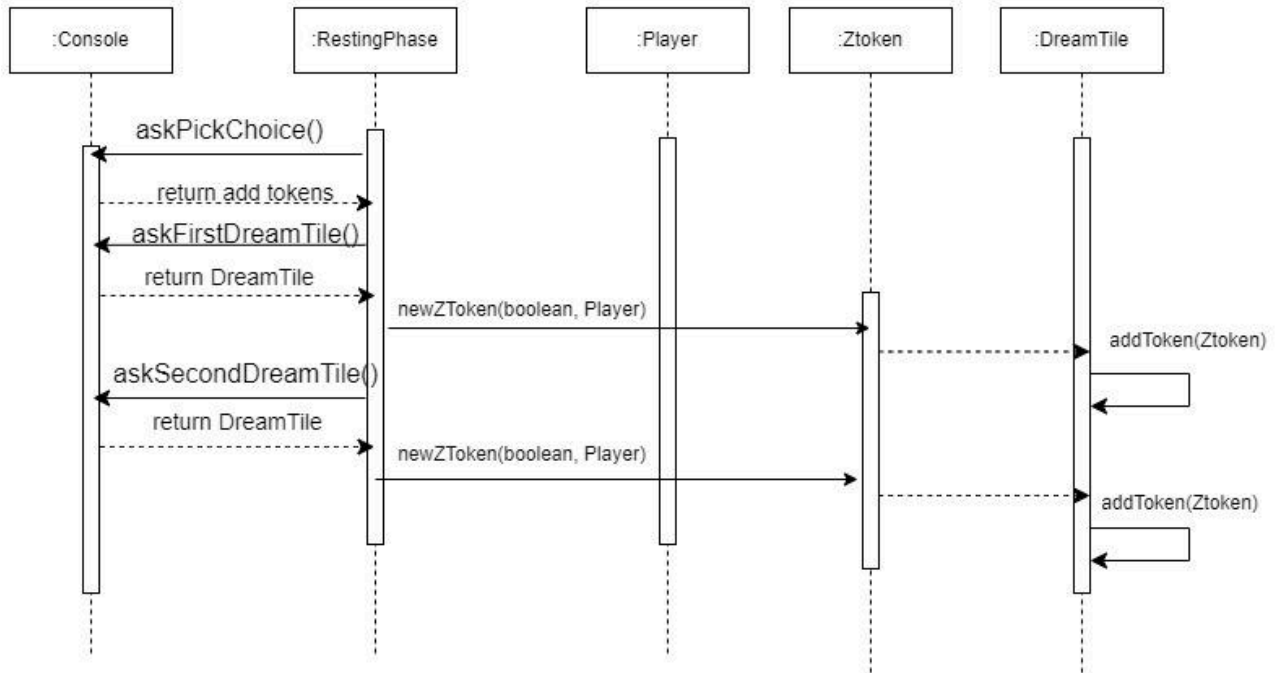 :Console
:RestingPhase
:Player
:Ztoken
:DreamTile
askPickChoice()
return add tokens
askFirstDreamTile()
return DreamTile
newZToken(boolean, Player)
addToken(Ztoken)
askSecondDreamTile()
return DreamTile
newZToken(boolean, Player)
addToken(Ztoken)